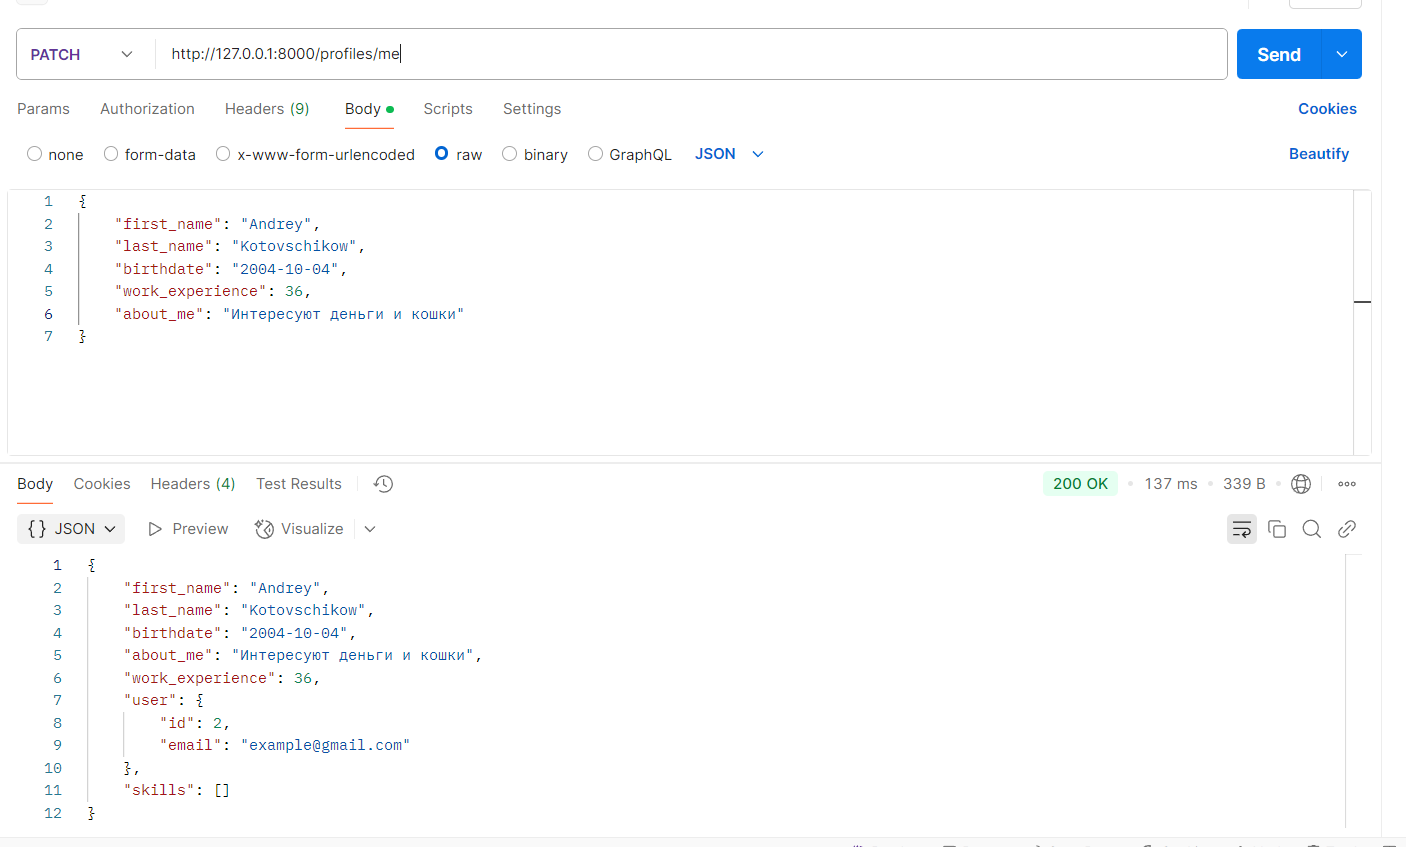 PATCH http://127.0.0.1:8000/profiles/me Send
Params Authorization Headers (9) Body Scripts Settings Cookies
none form-data x-www-form-urlencoded raw binary GraphQL JSON Beautify
1 {
2 "first_name": "Andrey",
3 "last_name": "Kotovschikow",
4 "birthdate": "2004-10-04",
5 "work_experience": 36,
6 "about_me": "Интересуют деньги и кошки"
7 }
Body Cookies Headers (4) Test Results 200 OK 137 ms 339 B
{} JSON Preview Visualize
1 {
2 "first_name": "Andrey",
3 "last_name": "Kotovschikow",
4 "birthdate": "2004-10-04",
5 "about_me": "Интересуют деньги и кошки",
6 "work_experience": 36,
7 "user": {
8 "id": 2,
9 "email": "example@gmail.com"
10 },
11 "skills": []
12 }